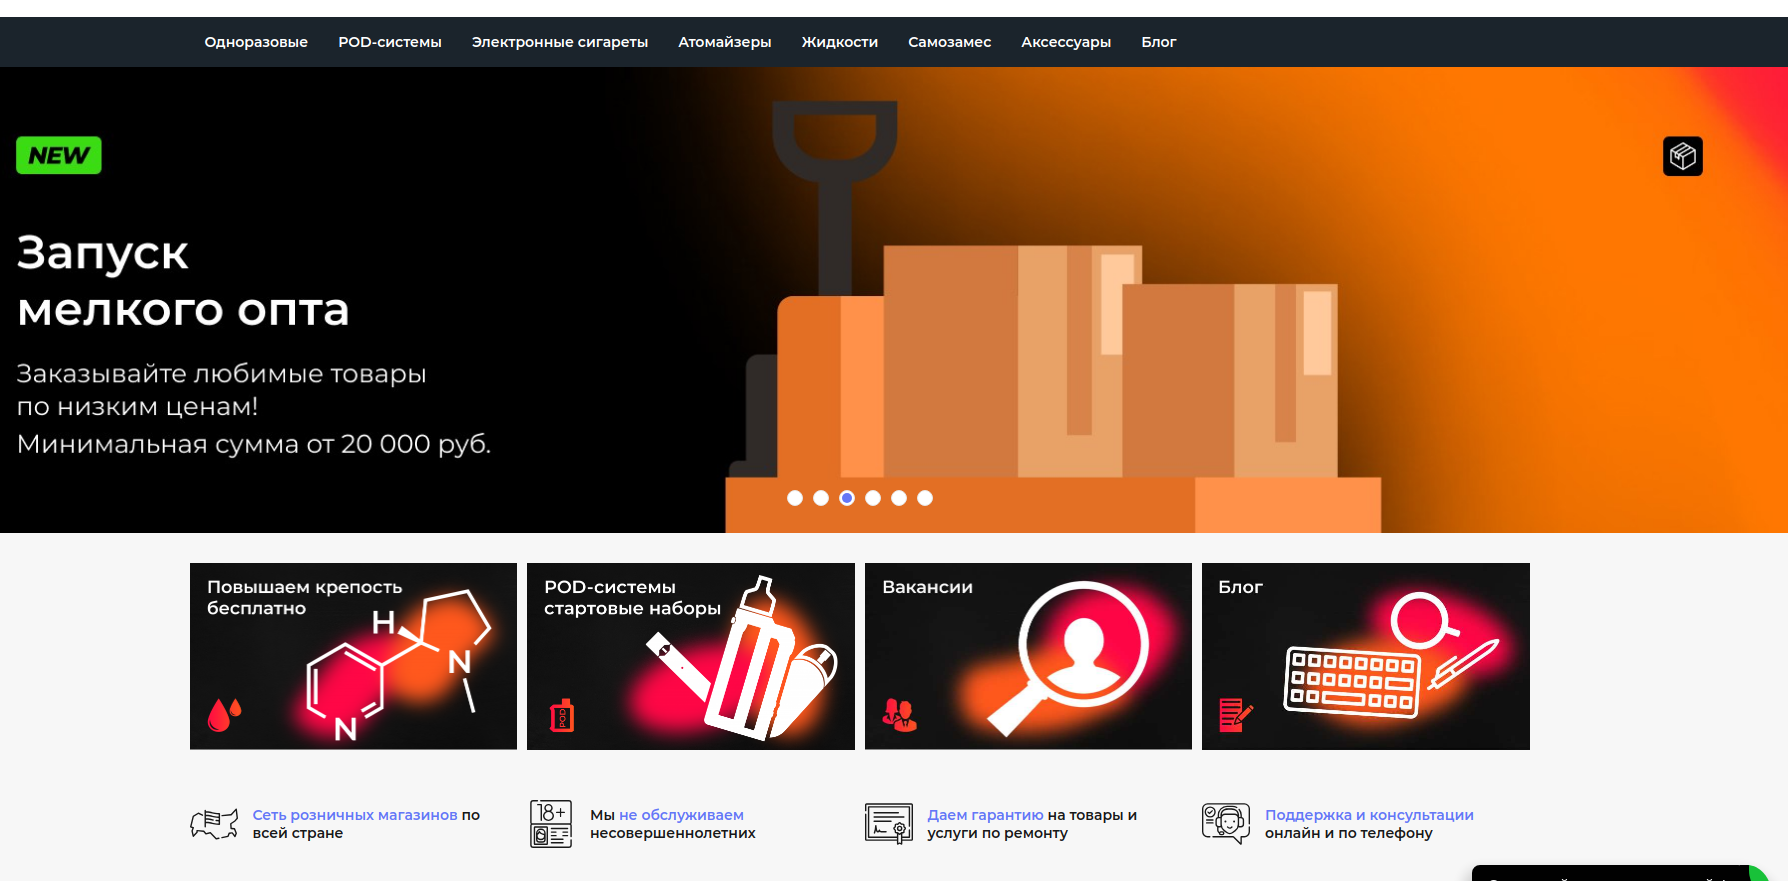 Одноразовые POD-системы Электронные сигареты Атомайзеры Жидкости Самозамес Аксессуары Блог
NEW
Запуск
мелкого опта
Заказывайте любимые товары
по низким ценам!
Минимальная сумма от 20 000 руб.
Повышаем крепость
бесплатно
H
N
N
POD-системы
стартовые наборы
POD
Вакансии
Блог
Сеть розничных магазинов по
всей стране
18+
Мы не обслуживаем
несовершеннолетних
Даем гарантию на товары и
услуги по ремонту
Поддержка и консультации
онлайн и по телефону